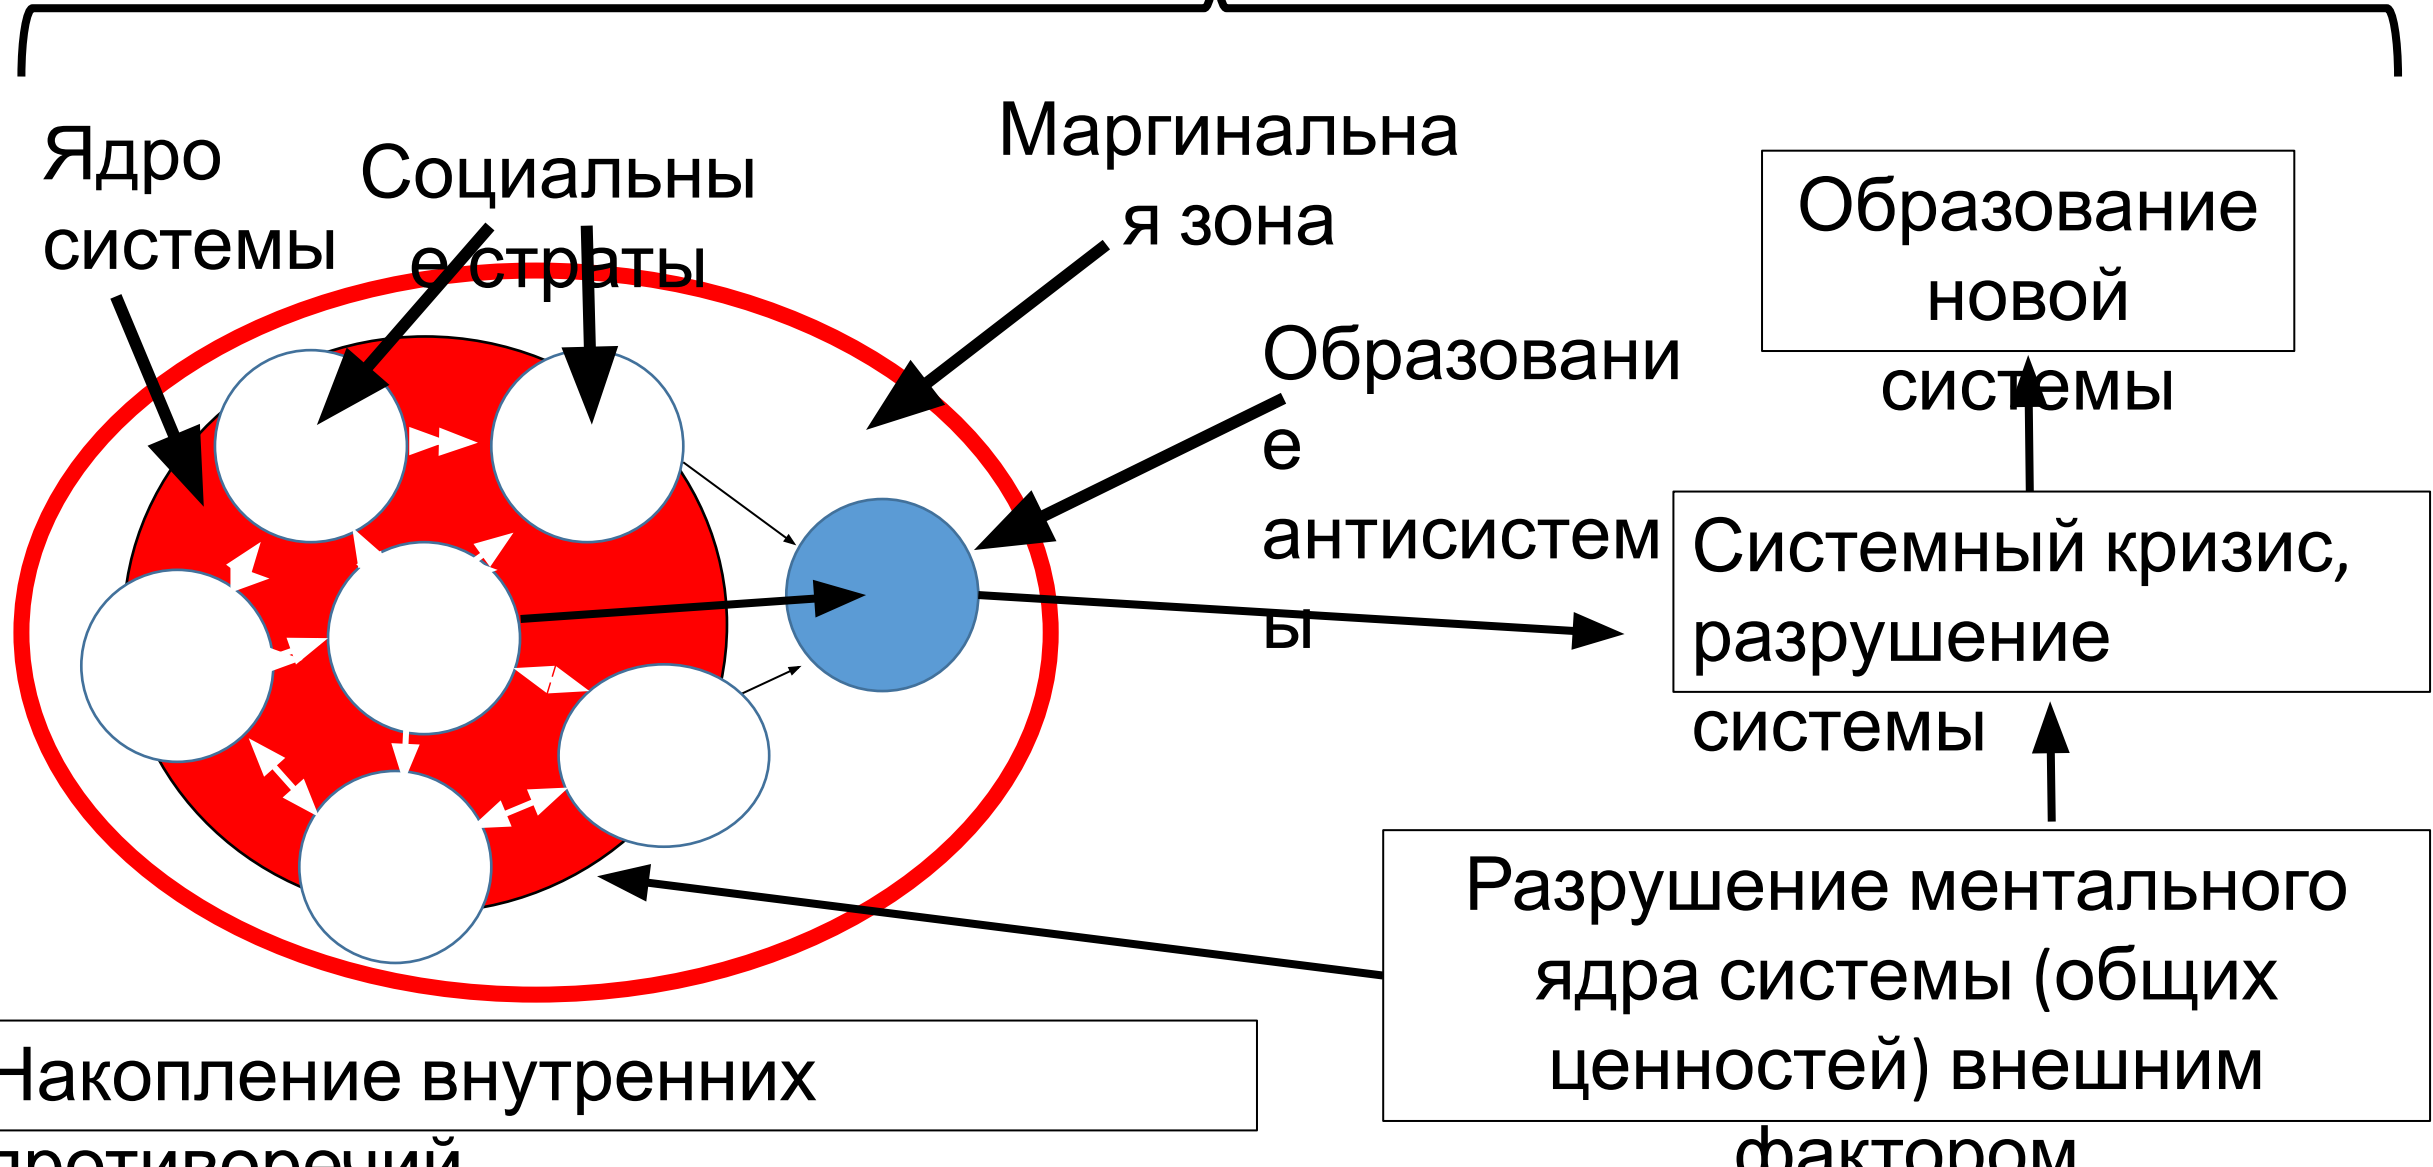 Ядро
системы
Социальны
е страты
Маргинальна
я зона
Образовани
е
антисистем
ы
Образование
новой
системы
Системный кризис,
разрушение
системы
Разрушение ментального
ядра системы (общих
ценностей) внешним
фактором
Накопление внутренних
противоречий